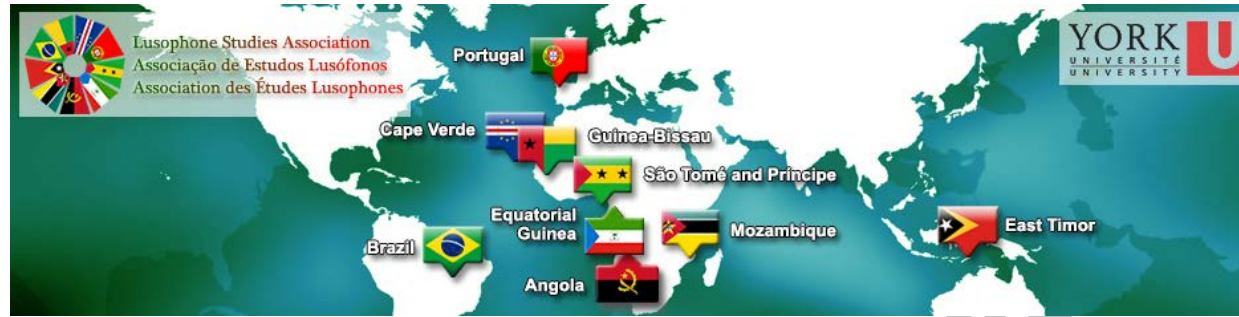 Lusophone Studies Association
Associação de Estudos Lusófonos
Association des Études Lusophones
YORK U
UNIVERSITÉ
UNIVERSITY
Portugal
Cape Verde
Guinea-Bissau
São Tomé and Príncipe
Equatorial
Guinea
Mozambique
Brazil
East Timor
Angola